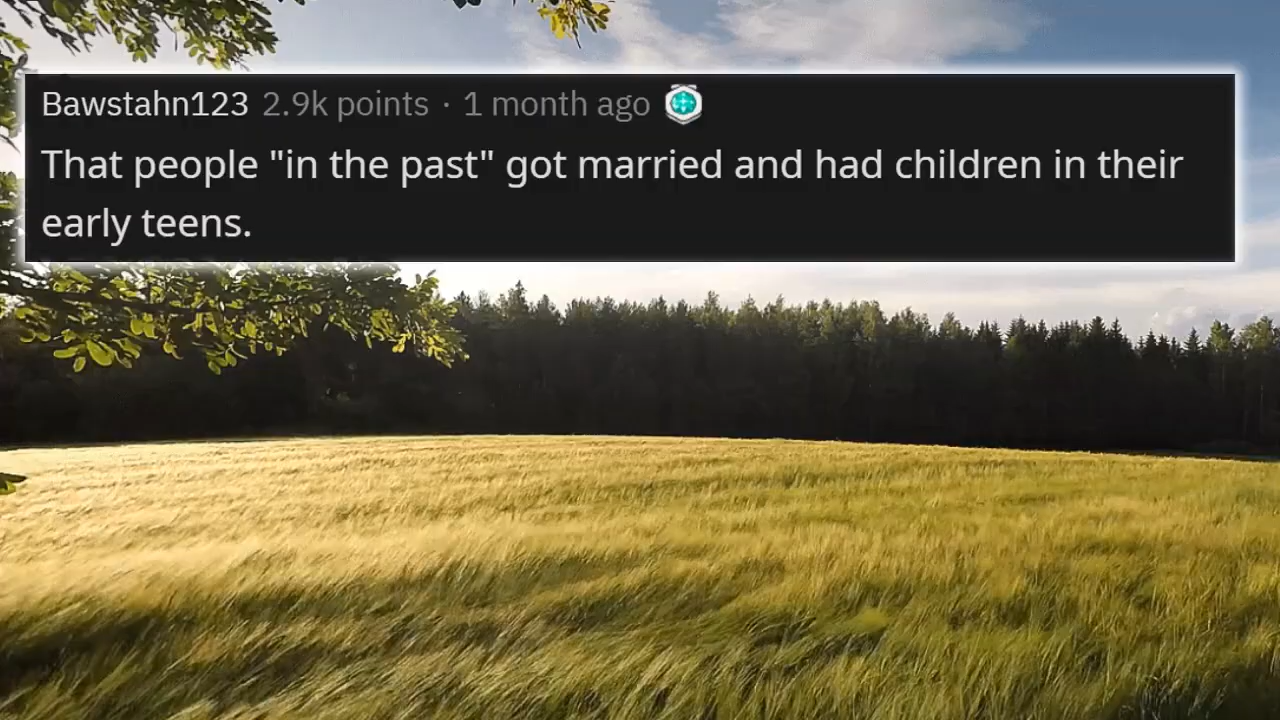 Bawstahn123 2.9k points · 1 month ago
That people "in the past" got married and had children in their
early teens.